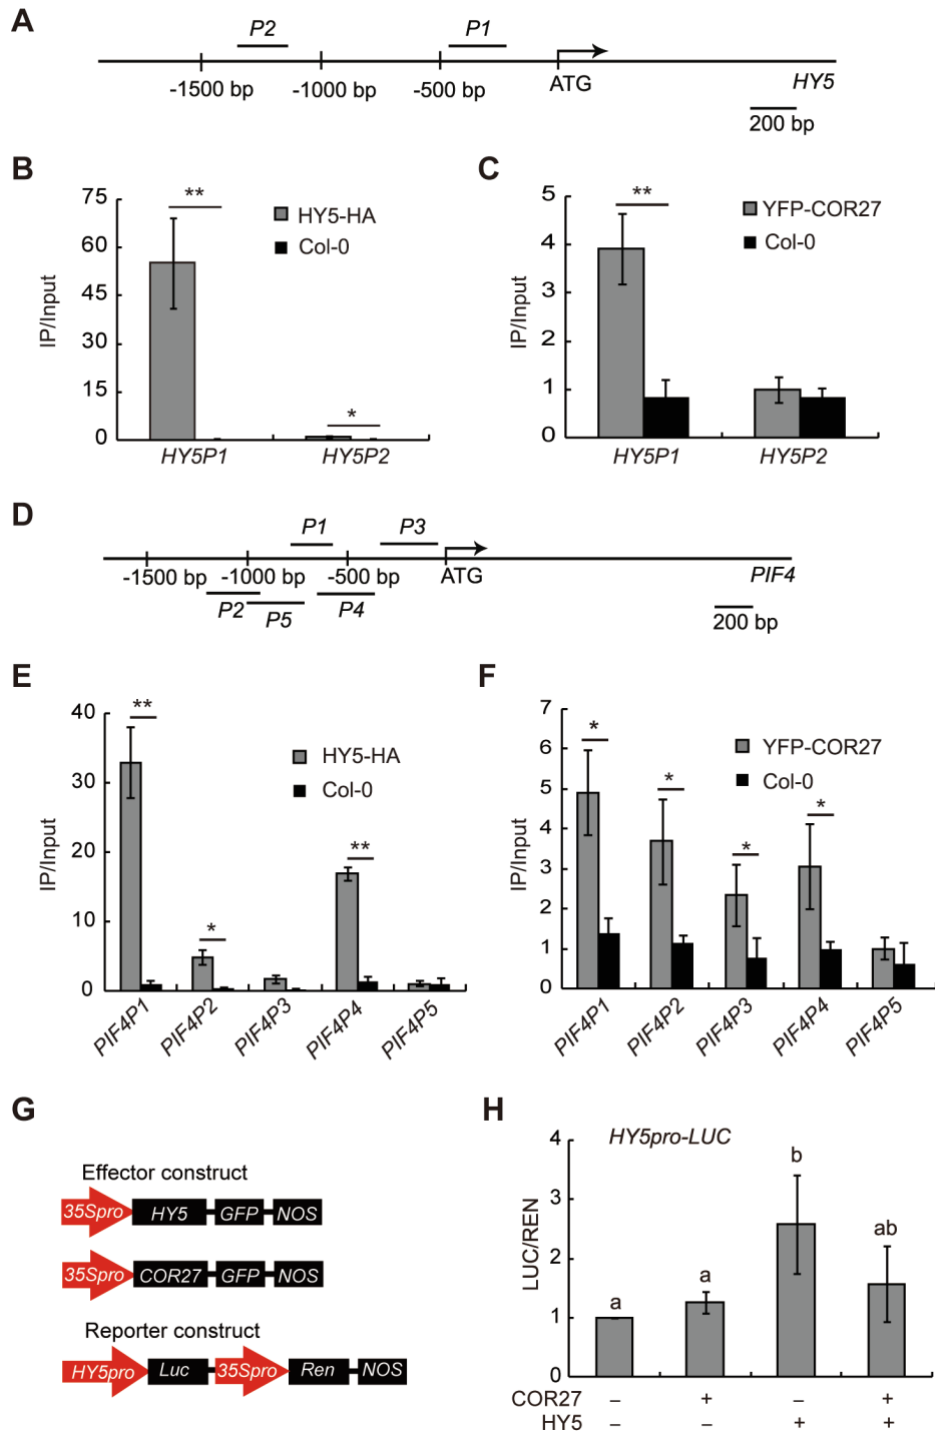 A
P2 P1
-1500 bp -1000 bp -500 bp ATG HY5
200 bp
B
75
60
45
30
15
0
IP/Input
** HY5-HA
Col-0
*
HY5P1 HY5P2
C
5
4
3
2
1
0
IP/Input
** YFP-COR27
Col-0
HY5P1 HY5P2
D
P1 P3
-1500 bp -1000 bp -500 bp ATG PIF4
P2 P5 P4
200 bp
E
40
30
20
10
0
IP/Input
** HY5-HA
Col-0
**
*
PIF4P1 PIF4P2 PIF4P3 PIF4P4 PIF4P5
F
7
6
5
4
3
2
1
0
IP/Input
* YFP-COR27
Col-0
* * *
PIF4P1 PIF4P2 PIF4P3 PIF4P4 PIF4P5
G
Effector construct
35Spro HY5 GFP NOS
35Spro COR27 GFP NOS
Reporter construct
HY5pro Luc 35Spro Ren NOS
H
HY5pro-LUC
4
3
2
1
0
LUC/REN
a a b ab
COR27 – + – +
HY5 – – + +